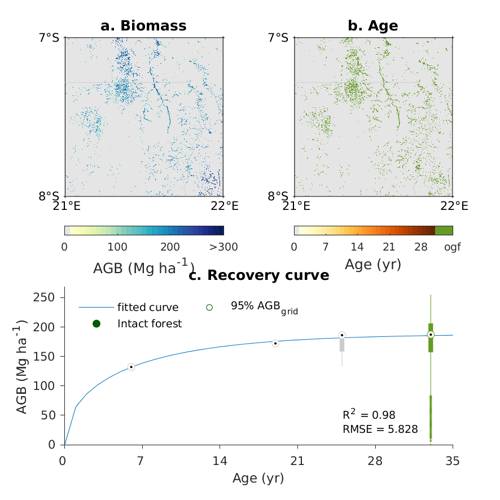 a. Biomass
b. Age
7°S
8°S
21°E
22°E
7°S
8°S
21°E
22°E
0 100 200 >300
AGB (Mg ha⁻¹)
0 7 14 21 28 ogf
Age (yr)
c. Recovery curve
250
200
150
100
50
0
AGB (Mg ha⁻¹)
fitted curve
Intact forest
95% AGB_grid
R² = 0.98
RMSE = 5.828
0 7 14 21 28 35
Age (yr)